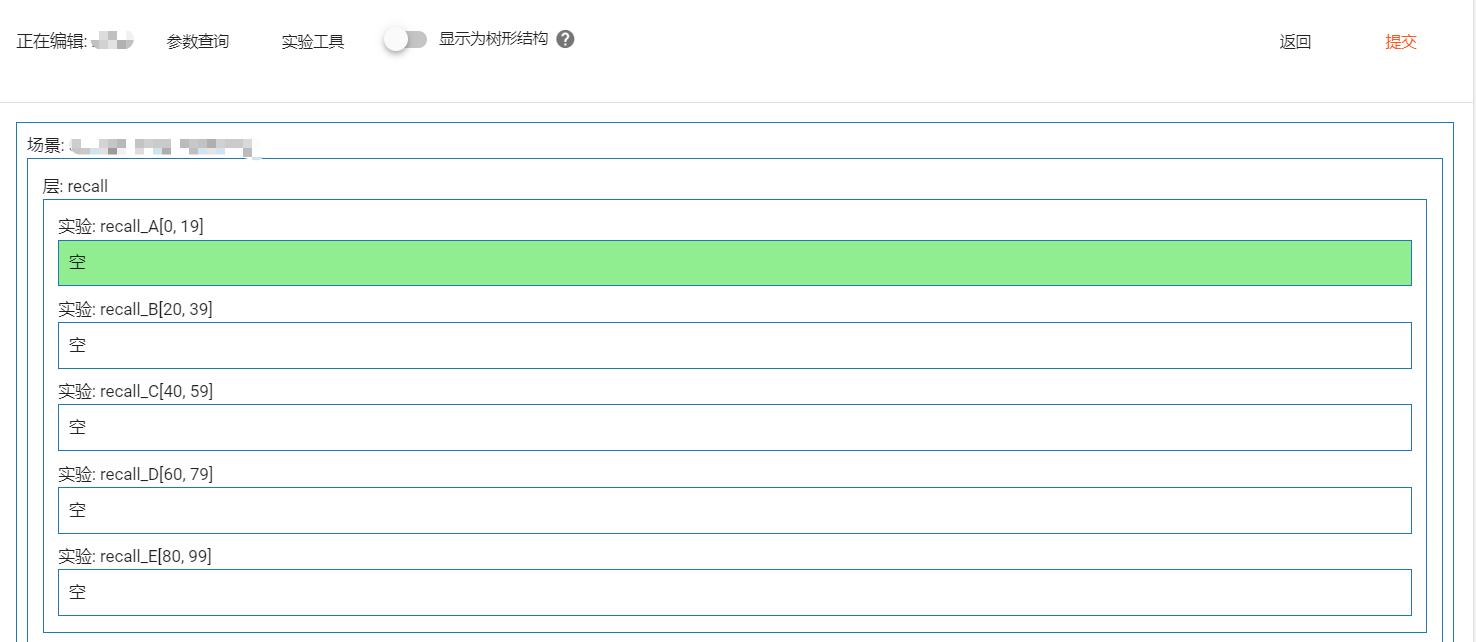 正在编辑: 参数查询 实验工具 显示为树形结构 ? 返回 提交
场景:
层: recall
实验: recall_A[0, 19]
空
实验: recall_B[20, 39]
空
实验: recall_C[40, 59]
空
实验: recall_D[60, 79]
空
实验: recall_E[80, 99]
空